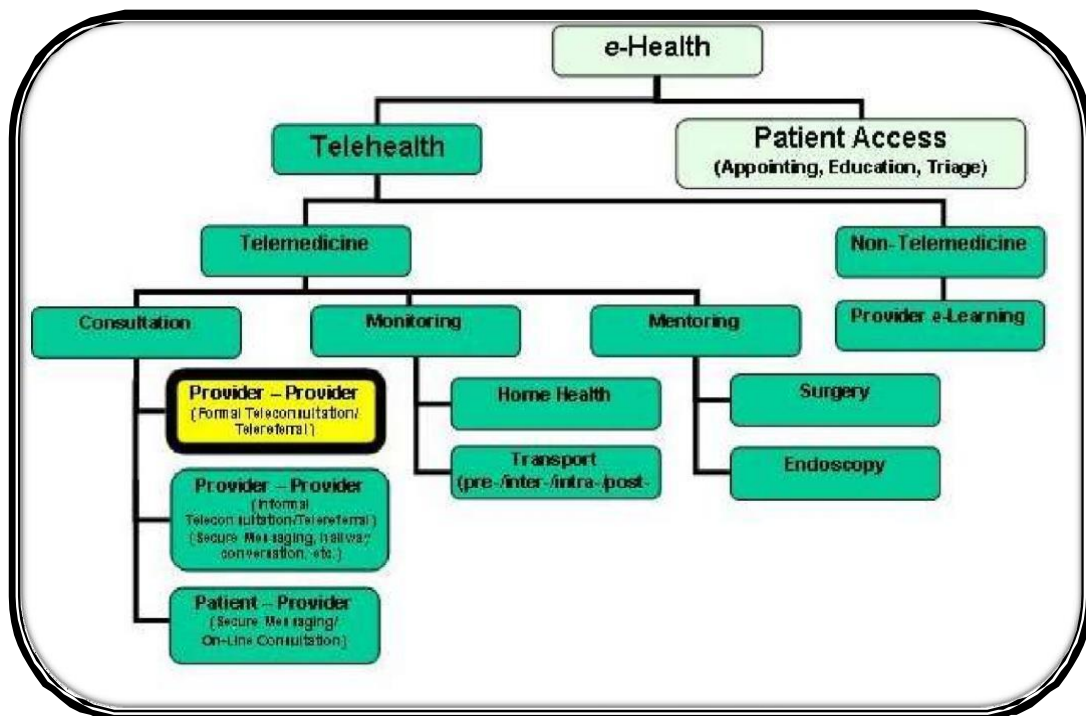 e-Health
Telehealth
Patient Access
(Appointing, Education, Triage)
Telemedicine
Non-Telemedicine
Consultation
Monitoring
Mentoring
Provider e-Learning
Provider – Provider
(Formal Teleconsultation/
Telereferral)
Home Health
Surgery
Transport
(pre-/inter-/intra-/post-
Endoscopy
Provider – Provider
(Informal
Teleconsultation/Telereferral)
(Secure Messaging, hallway
conversation, etc.)
Patient – Provider
(Secure Messaging/
On-Line Consultation)